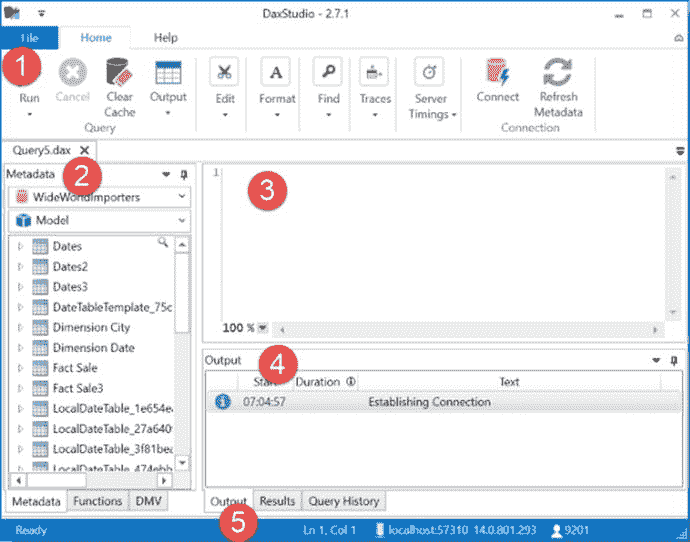 DaxStudio - 2.7.1
File Home Help
1
Run Cancel Clear Cache Output Edit Format Find Traces Server Timings Connect Refresh Metadata
Query Connection
Query5.dax
Metadata 2
WideWorldImporters
Model
Dates
Dates2
Dates3
DateTableTemplate_75c
Dimension City
Dimension Date
Fact Sale
Fact Sale3
LocalDateTable_1e654e
LocalDateTable_27a640
LocalDateTable_3f81bea
LocalDateTable_474ebb
Metadata Functions DMV
1
3
100 %
Output 4
Start Duration Text
07:04:57 Establishing Connection
Output Results Query History
5
Ready Ln 1, Col 1 localhost:57310 14.0.801.293 9201